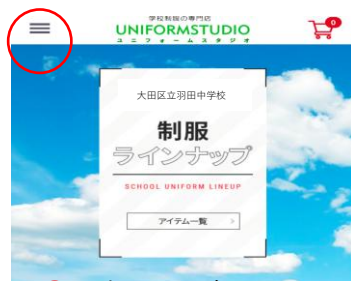 学校制服の専門店
UNIFORMSTUDIO
ユニフォームスタジオ
0
大田区立羽田中学校
制服
ラインナップ
SCHOOL UNIFORM LINEUP
アイテム一覧 >